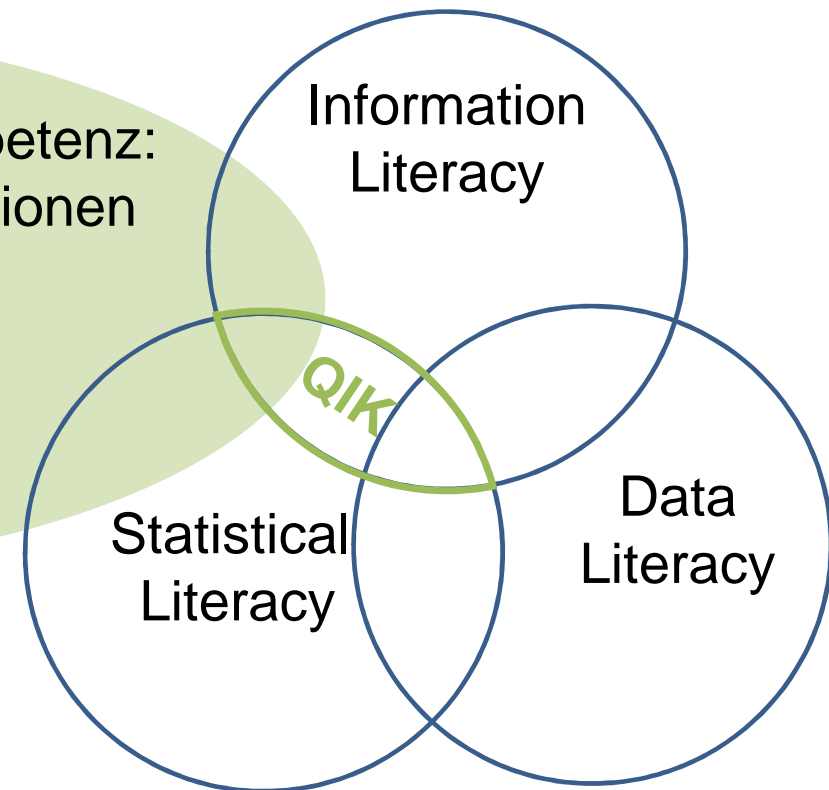 petenz:
ionen
Information
Literacy
QIK
Statistical
Literacy
Data
Literacy